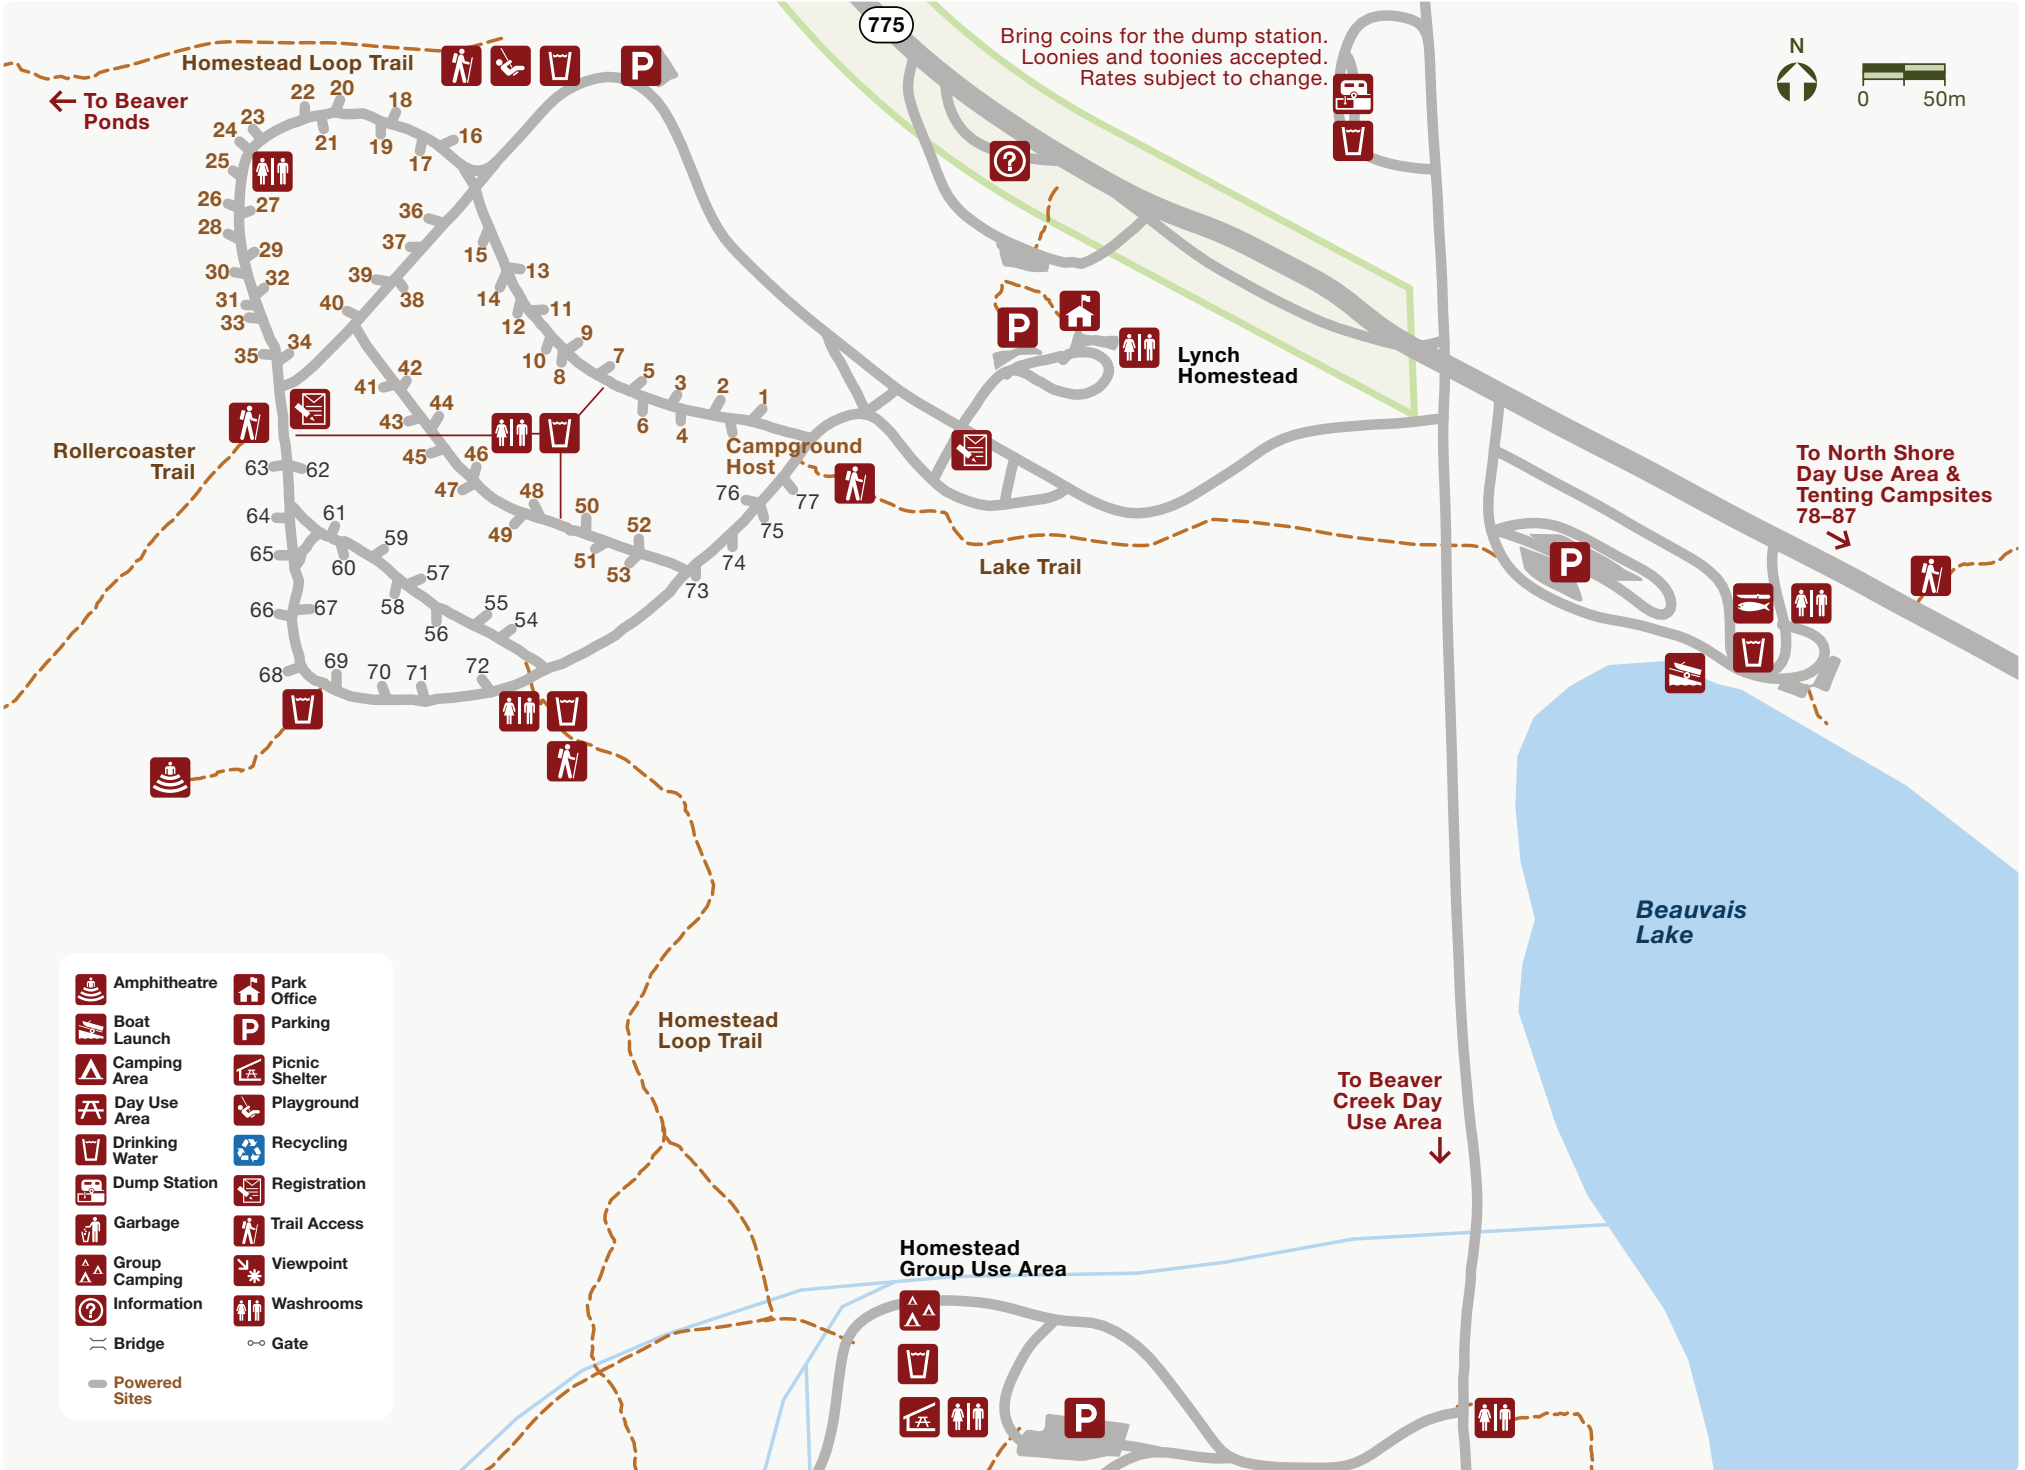 775
Bring coins for the dump station.
Loonies and toonies accepted.
Rates subject to change.
N
0 50m
Homestead Loop Trail
P
To Beaver
Ponds
22
20
18
23
24
21
19
17
16
25
26
27
28
29
30
32
31
33
34
35
36
37
39
38
40
15
13
14
11
12
9
10
8
7
5
3
2
1
6
4
42
41
44
43
45
46
47
48
49
50
51
52
53
Campground
Host
?
P
Lynch
Homestead
Rollercoaster
Trail
63
62
64
61
65
60
59
57
58
56
55
54
66
67
68
69
70
71
72
73
74
75
76
77
Lake Trail
To North Shore
Day Use Area &
Tenting Campsites
78–87
P
Beauvais
Lake
Homestead
Loop Trail
To Beaver
Creek Day
Use Area
Homestead
Group Use Area
P
Amphitheatre
Boat
Launch
Camping
Area
Day Use
Area
Drinking
Water
Dump Station
Garbage
Group
Camping
?
Information
Bridge
Powered
Sites
Park
Office
P
Parking
Picnic
Shelter
Playground
Recycling
Registration
Trail Access
Viewpoint
Washrooms
Gate